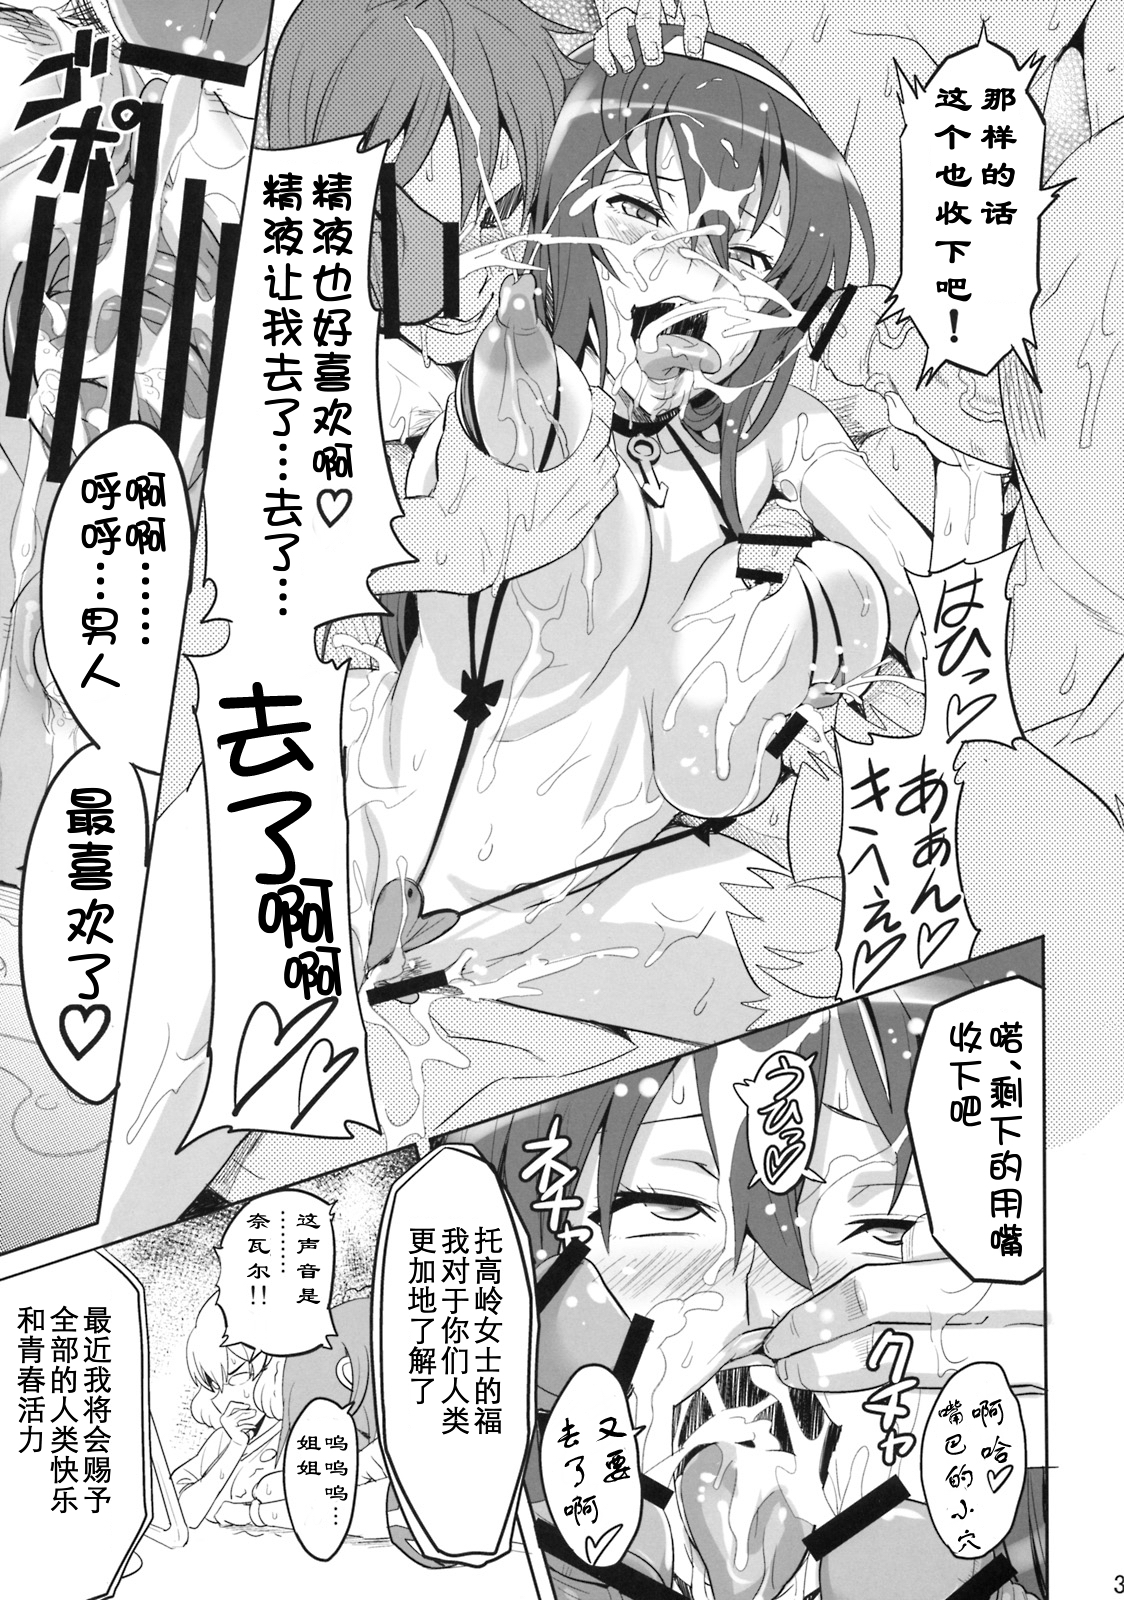 那样的话
这个也收下吧！
精液也好喜欢啊♡
精液让我去了…去了…
去了啊啊♡♡
啊啊……
呼呼…男人
最喜欢了♡
ゴポ
はひっ♡
ああん♡
きへえ♡
喏、剩下的用嘴
收下吧
うひっ♡
ネチャ
クチャ
啊哈♡
嘴巴的小穴
又要
去了啊♡
托高岭女士的福
我对于你们人类
更加地了解了
这声音是
………
奈瓦尔!!
呜呜呜…
姐姐
最近我将会赐予
全部的人类快乐
和青春活力
3